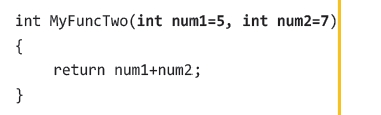 int MyFuncTwo(int num1=5, int num2=7)
{
    return num1+num2;
}